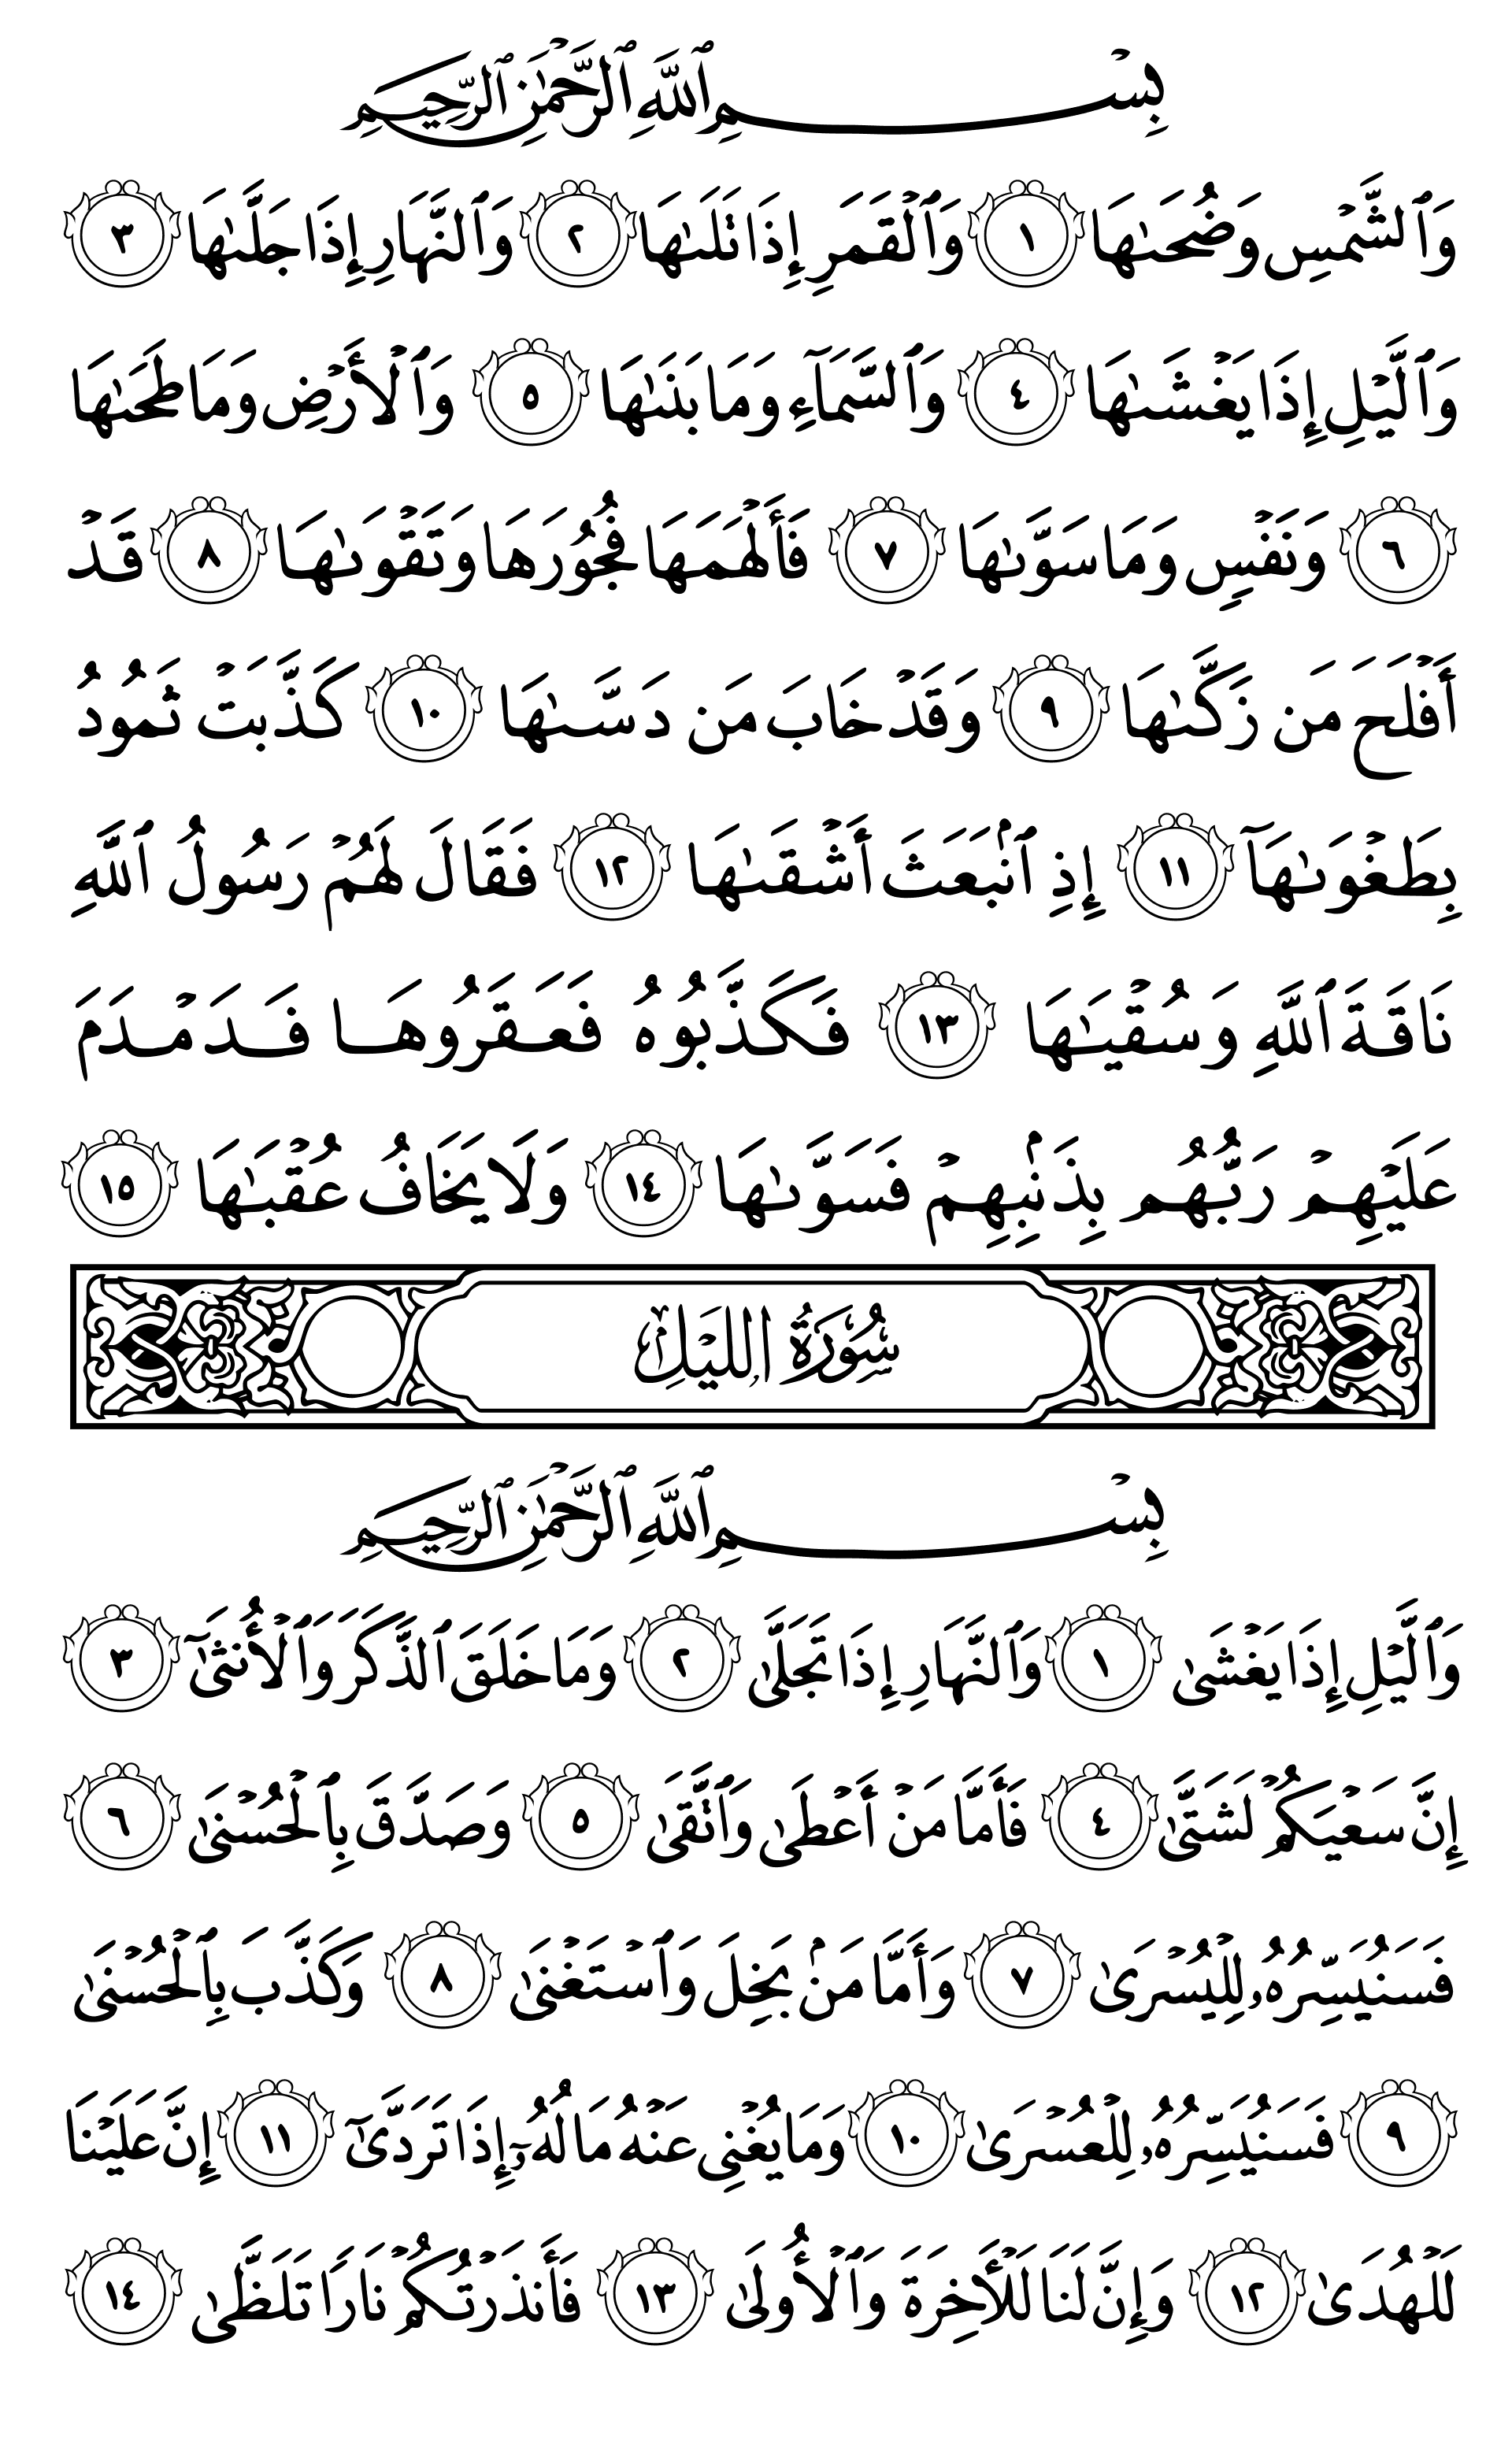 بِسْمِ ٱللَّهِ ٱلرَّحْمَٰنِ ٱلرَّحِيمِ
وَٱلشَّمْسِ وَضُحَىٰهَا ١ وَٱلْقَمَرِ إِذَا تَلَىٰهَا ٢ وَٱلنَّهَارِ إِذَا جَلَّىٰهَا ٣
وَٱلَّيْلِ إِذَا يَغْشَىٰهَا ٤ وَٱلسَّمَآءِ وَمَا بَنَىٰهَا ٥ وَٱلْأَرْضِ وَمَا طَحَىٰهَا
٦ وَنَفْسٍ وَمَا سَوَّىٰهَا ٧ فَأَلْهَمَهَا فُجُورَهَا وَتَقْوَىٰهَا ٨ قَدْ
أَفْلَحَ مَن زَكَّىٰهَا ٩ وَقَدْ خَابَ مَن دَسَّىٰهَا ١٠ كَذَّبَتْ ثَمُودُ
بِطَغْوَىٰهَآ ١١ إِذِ ٱنۢبَعَثَ أَشْقَىٰهَا ١٢ فَقَالَ لَهُمْ رَسُولُ ٱللَّهِ
نَاقَةَ ٱللَّهِ وَسُقْيَـٰهَا ١٣ فَكَذَّبُوهُ فَعَقَرُوهَا فَدَمْدَمَ
عَلَيْهِمْ رَبُّهُم بِذَنۢبِهِمْ فَسَوَّىٰهَا ١٤ وَلَا يَخَافُ عُقْبَـٰهَا ١٥
سُورَةُ اللَّيْلِ
بِسْمِ ٱللَّهِ ٱلرَّحْمَٰنِ ٱلرَّحِيمِ
وَٱلَّيْلِ إِذَا يَغْشَىٰ ١ وَٱلنَّهَارِ إِذَا تَجَلَّىٰ ٢ وَمَا خَلَقَ ٱلذَّكَرَ وَٱلْأُنثَىٰٓ ٣
إِنَّ سَعْيَكُمْ لَشَتَّىٰ ٤ فَأَمَّا مَنْ أَعْطَىٰ وَٱتَّقَىٰ ٥ وَصَدَّقَ بِٱلْحُسْنَىٰ ٦
فَسَنُيَسِّرُهُۥ لِلْيُسْرَىٰ ٧ وَأَمَّا مَنۢ بَخِلَ وَٱسْتَغْنَىٰ ٨ وَكَذَّبَ بِٱلْحُسْنَىٰ
٩ فَسَنُيَسِّرُهُۥ لِلْعُسْرَىٰ ١٠ وَمَا يُغْنِي عَنْهُ مَالُهُۥٓ إِذَا تَرَدَّىٰٓ ١١ إِنَّ عَلَيْنَا
لَلْهُدَىٰ ١٢ وَإِنَّ لَنَا لَلْأَخِرَةَ وَٱلْأُولَىٰ ١٣ فَأَنذَرْتُكُمْ نَارًا تَلَظَّىٰ ١٤